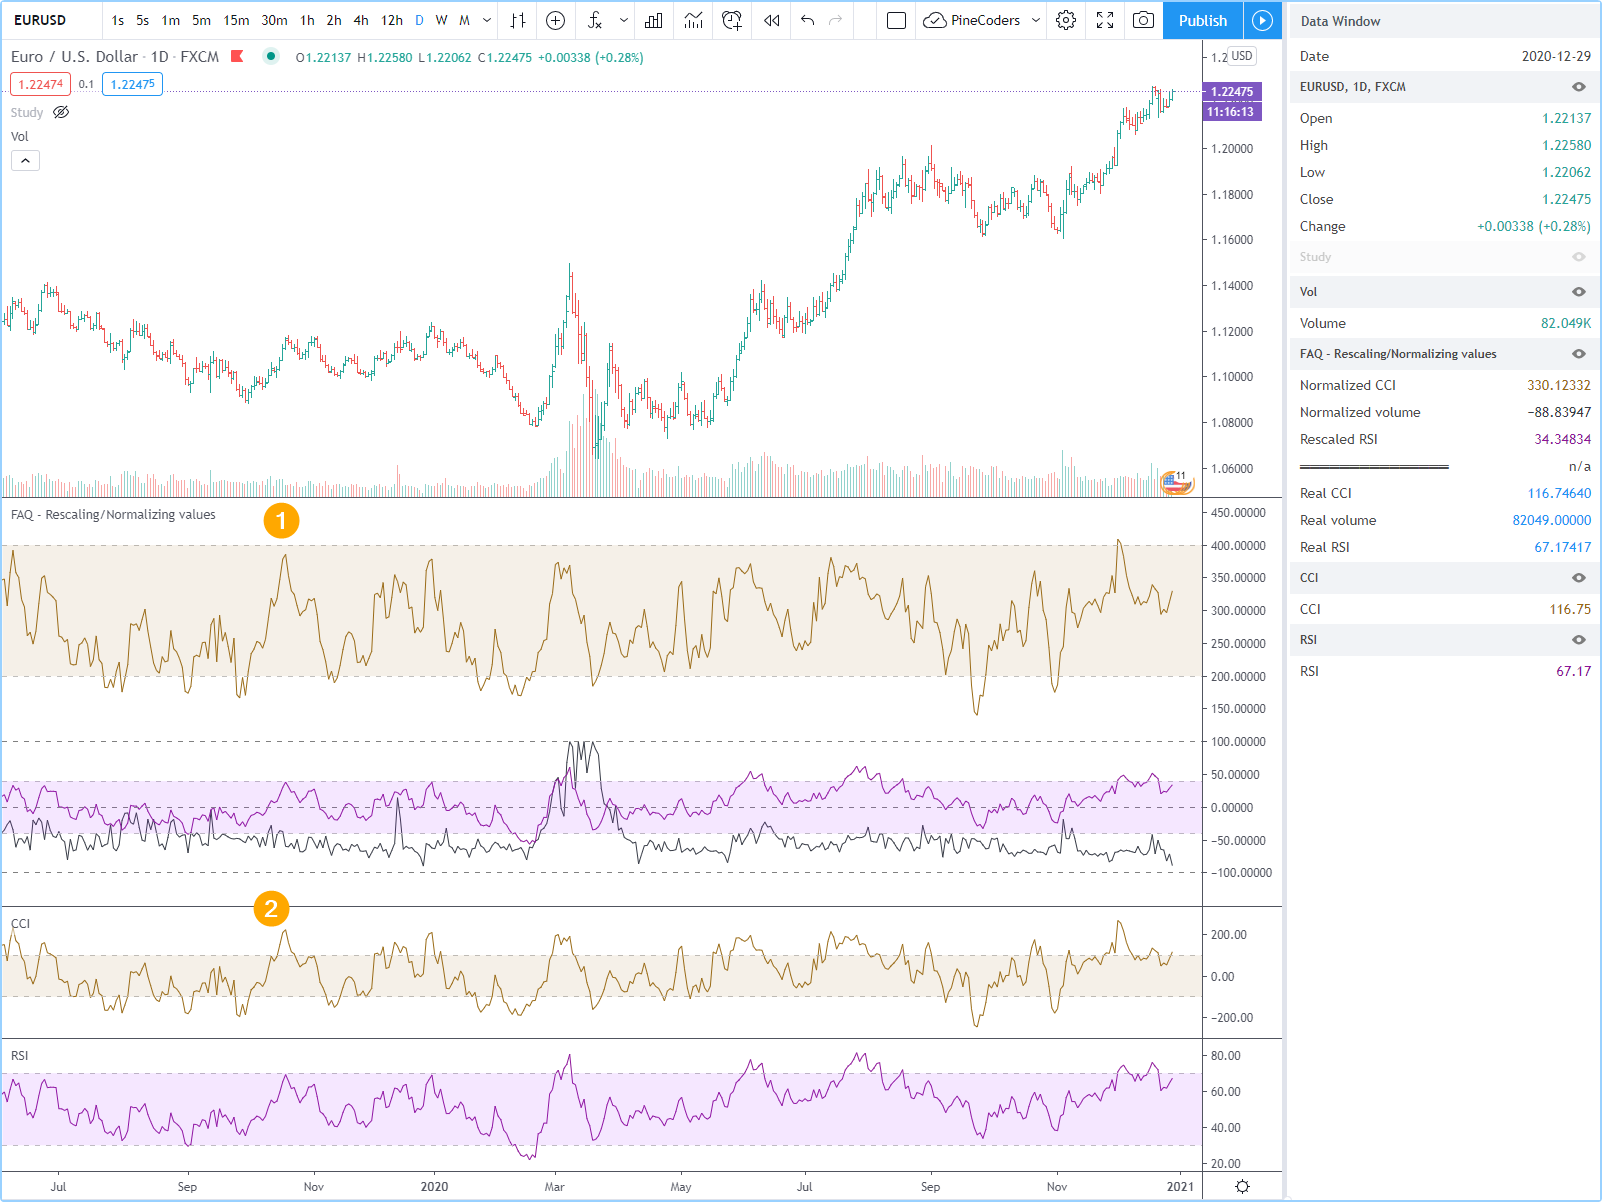 EURUSD 1s 5s 1m 5m 15m 30m 1h 2h 4h 12h D W M PineCoders Publish
Euro / U.S. Dollar · 1D · FXCM O1.22137 H1.22580 L1.22062 C1.22475 +0.00338 (+0.28%)
1.22474 0.1 1.22475
Study
Vol
USD
1.22475
11:16:13
1.20000
1.18000
1.16000
1.14000
1.12000
1.10000
1.08000
1.06000
11
FAQ - Rescaling/Normalizing values
1
450.00000
400.00000
350.00000
300.00000
250.00000
200.00000
150.00000
100.00000
50.00000
0.00000
−50.00000
−100.00000
2
CCI
200.00
0.00
−200.00
RSI
80.00
60.00
40.00
20.00
Jul Sep Nov 2020 Mar May Jul Sep Nov 2021
Data Window
Date 2020-12-29
EURUSD, 1D, FXCM
Open 1.22137
High 1.22580
Low 1.22062
Close 1.22475
Change +0.00338 (+0.28%)
Study
Vol
Volume 82.049K
FAQ - Rescaling/Normalizing values
Normalized CCI 330.12332
Normalized volume −88.83947
Rescaled RSI 34.34834
═════════════════ n/a
Real CCI 116.74640
Real volume 82049.00000
Real RSI 67.17417
CCI
CCI 116.75
RSI
RSI 67.17